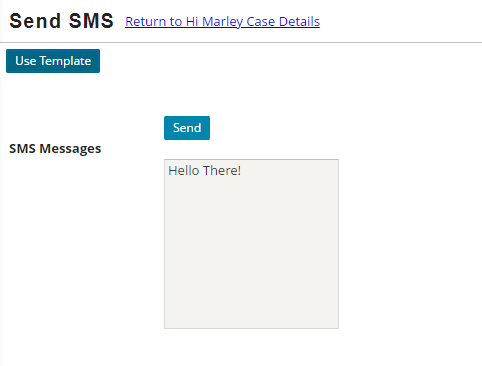 Send SMS Return to Hi Marley Case Details
Use Template
Send
SMS Messages
Hello There!